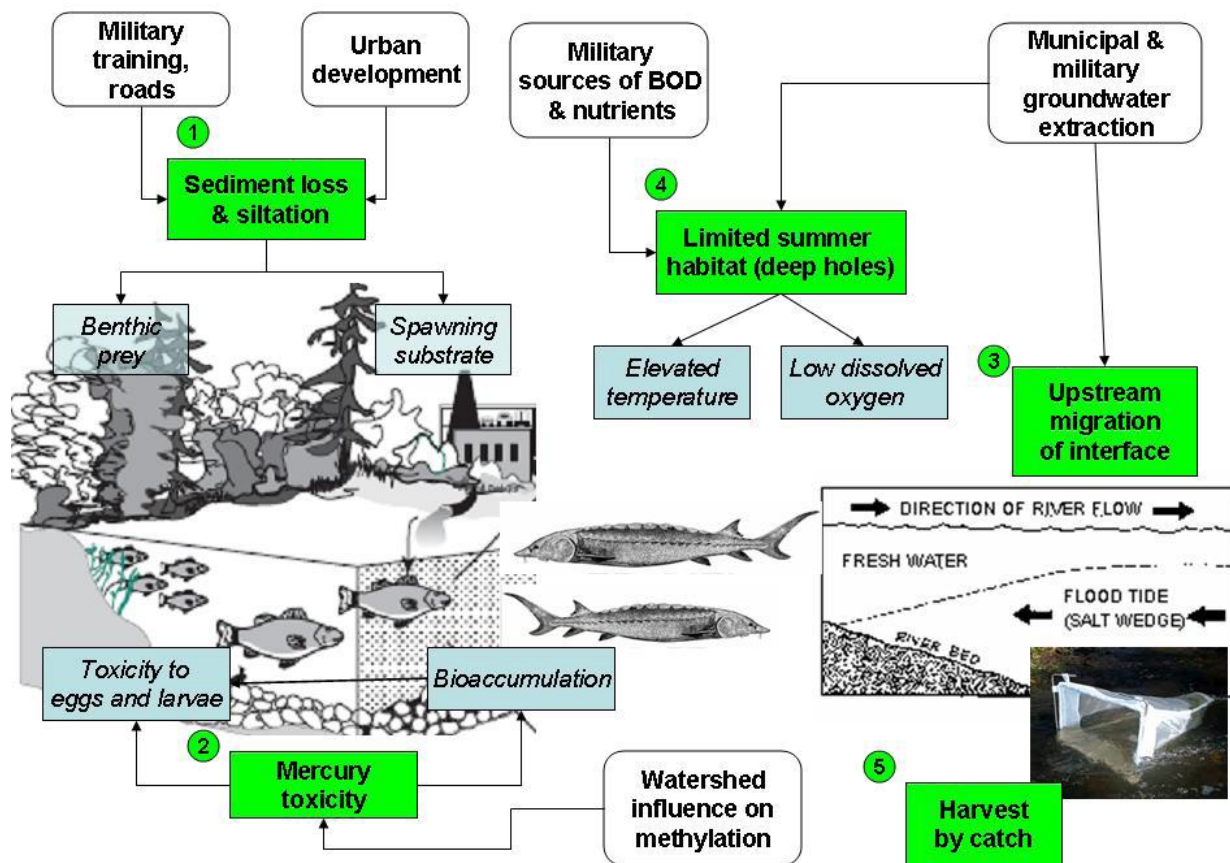 Military
training,
roads
Urban
development
Military
sources of BOD
& nutrients
Municipal &
military
groundwater
extraction
1
Sediment loss
& siltation
4
Limited summer
habitat (deep holes)
Benthic
prey
Spawning
substrate
Elevated
temperature
Low dissolved
oxygen
3
Upstream
migration
of interface
DIRECTION OF RIVER FLOW
FRESH WATER
FLOOD TIDE
(SALT WEDGE)
RIVER BED
Toxicity to
eggs and larvae
Bioaccumulation
2
Mercury
toxicity
Watershed
influence on
methylation
5
Harvest
by catch